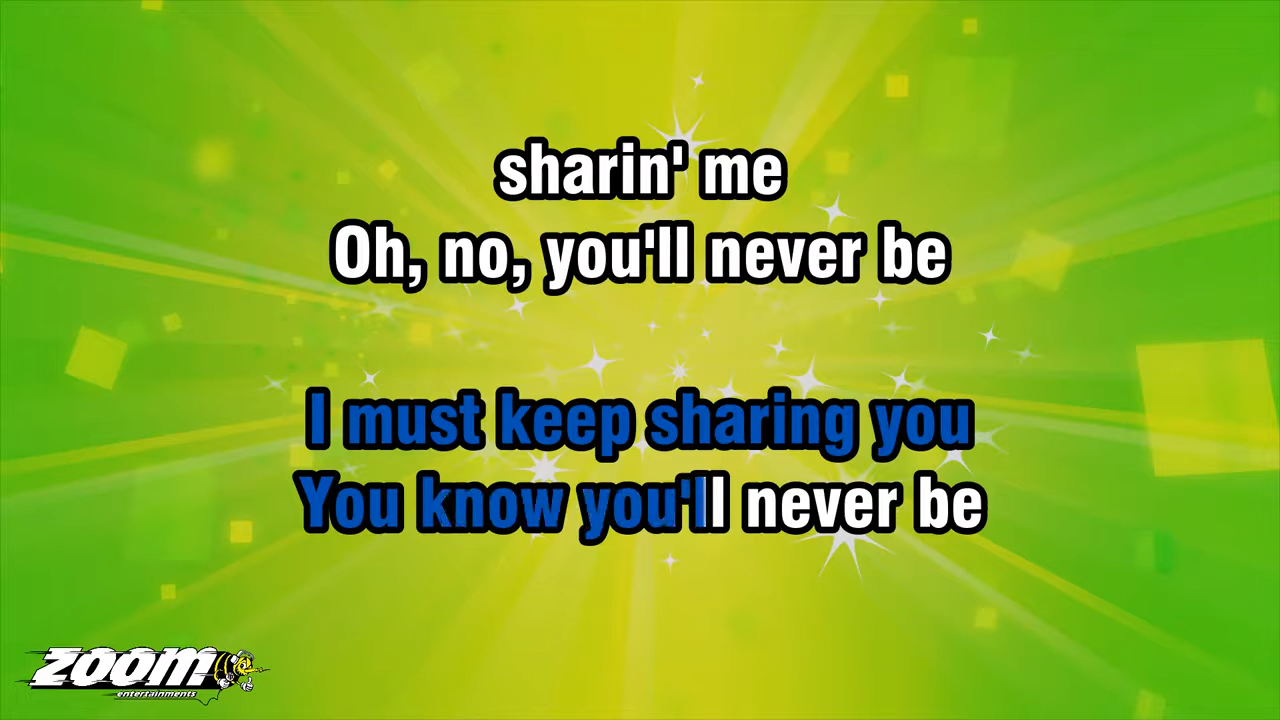 sharin' me
Oh, no, you'll never be
I must keep sharing you
You know you'll never be
ZOOM
entertainments